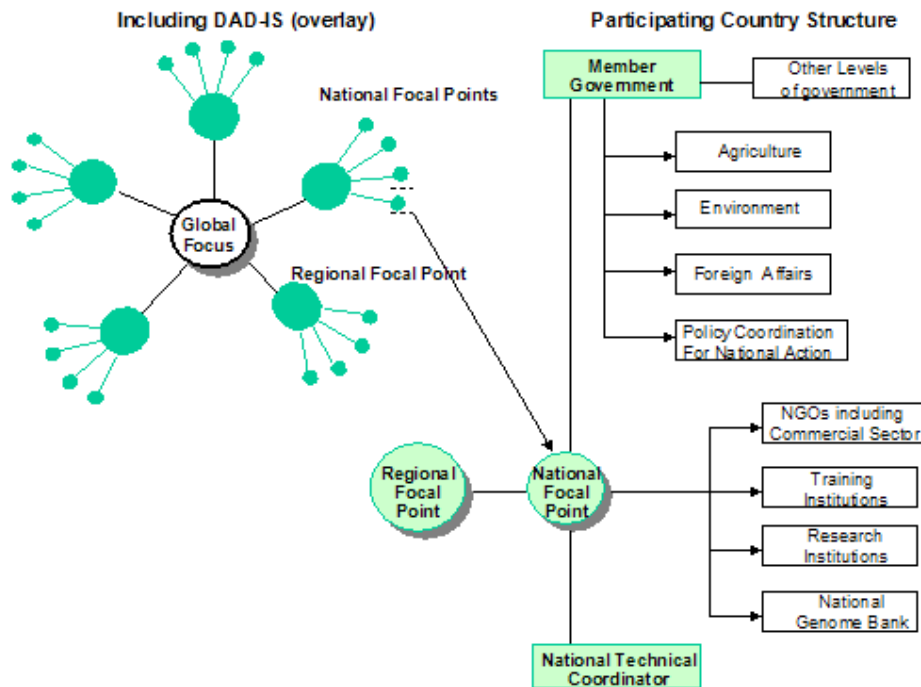 Including DAD-IS (overlay)
Participating Country Structure
National Focal Points
Global
Focus
Regional Focal Point
Member
Government
Other Levels
of government
Agriculture
Environment
Foreign Affairs
Policy Coordination
For National Action
Regional
Focal
Point
National
Focal
Point
NGOs including
Commercial Sector
Training
Institutions
Research
Institutions
National
Genome Bank
National Technical
Coordinator